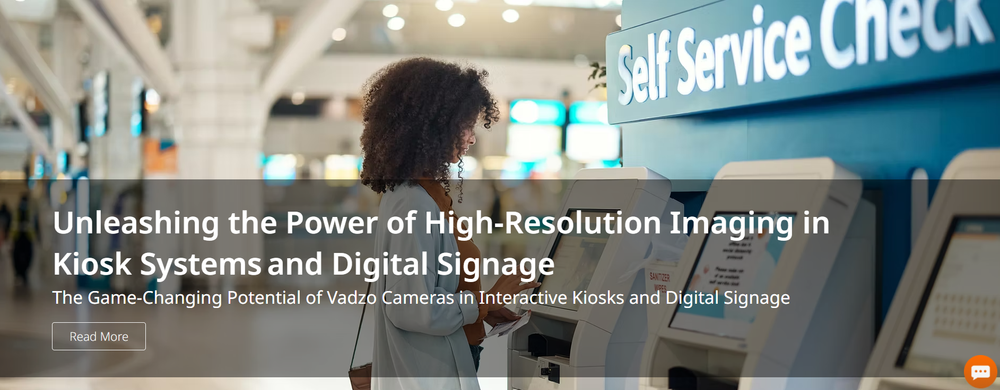 Self Service Check
Unleashing the Power of High-Resolution Imaging in
Kiosk Systems and Digital Signage
SANITIZER
WIPES
The Game-Changing Potential of Vadzo Cameras in Interactive Kiosks and Digital Signage
Read More